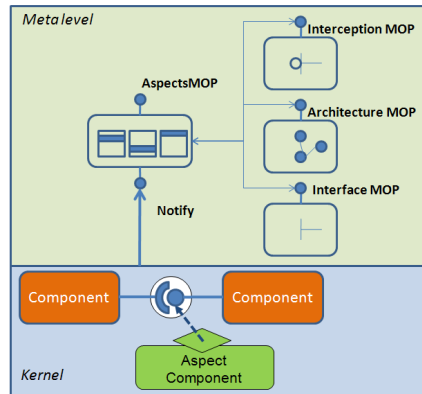 Meta level
Interception MOP
AspectsMOP
Architecture MOP
Interface MOP
Notify
Component
Component
Aspect
Component
Kernel